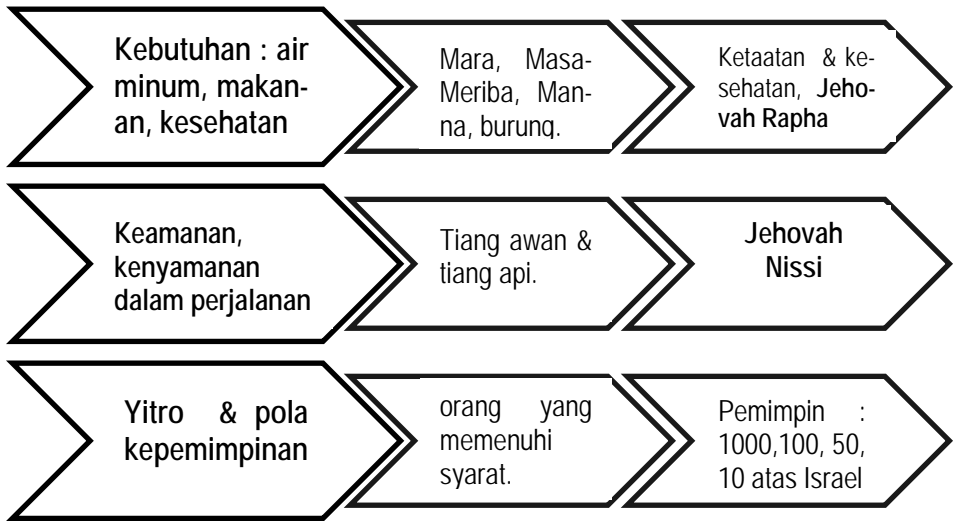 Kebutuhan : air
minum, makan-
an, kesehatan
Mara, Masa-
Meriba, Man-
na, burung.
Ketaatan & ke-
sehatan, Jeho-
vah Rapha
Keamanan,
kenyamanan
dalam perjalanan
Tiang awan &
tiang api.
Jehovah
Nissi
Yitro & pola
kepemimpinan
orang yang
memenuhi
syarat.
Pemimpin :
1000,100, 50,
10 atas Israel